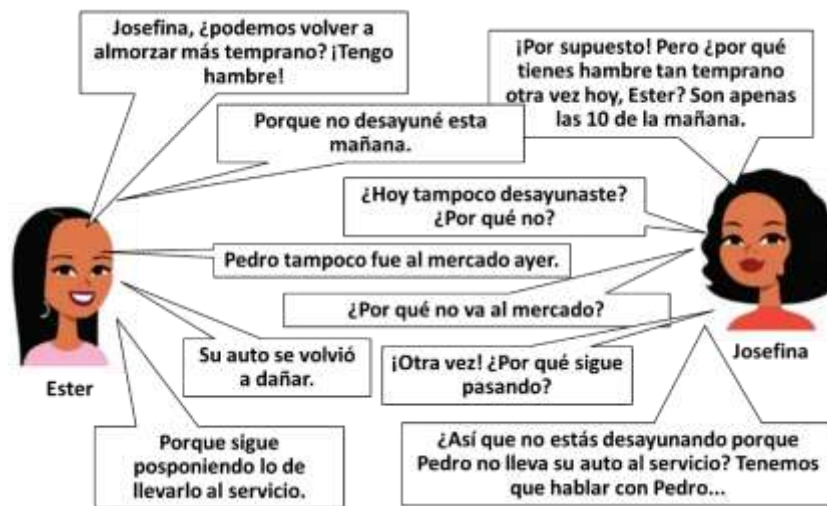 Josefina, ¿podemos volver a
almorzar más temprano? ¡Tengo
hambre!
¡Por supuesto! Pero ¿por qué
tienes hambre tan temprano
otra vez hoy, Ester? Son apenas
las 10 de la mañana.
Porque no desayuné esta
mañana.
¿Hoy tampoco desayunaste?
¿Por qué no?
Pedro tampoco fue al mercado ayer.
¿Por qué no va al mercado?
Su auto se volvió
a dañar.
¡Otra vez! ¿Por qué sigue
pasando?
Porque sigue
posponiendo lo de
llevarlo al servicio.
¿Así que no estás desayunando porque
Pedro no lleva su auto al servicio? Tenemos
que hablar con Pedro...
Ester
Josefina